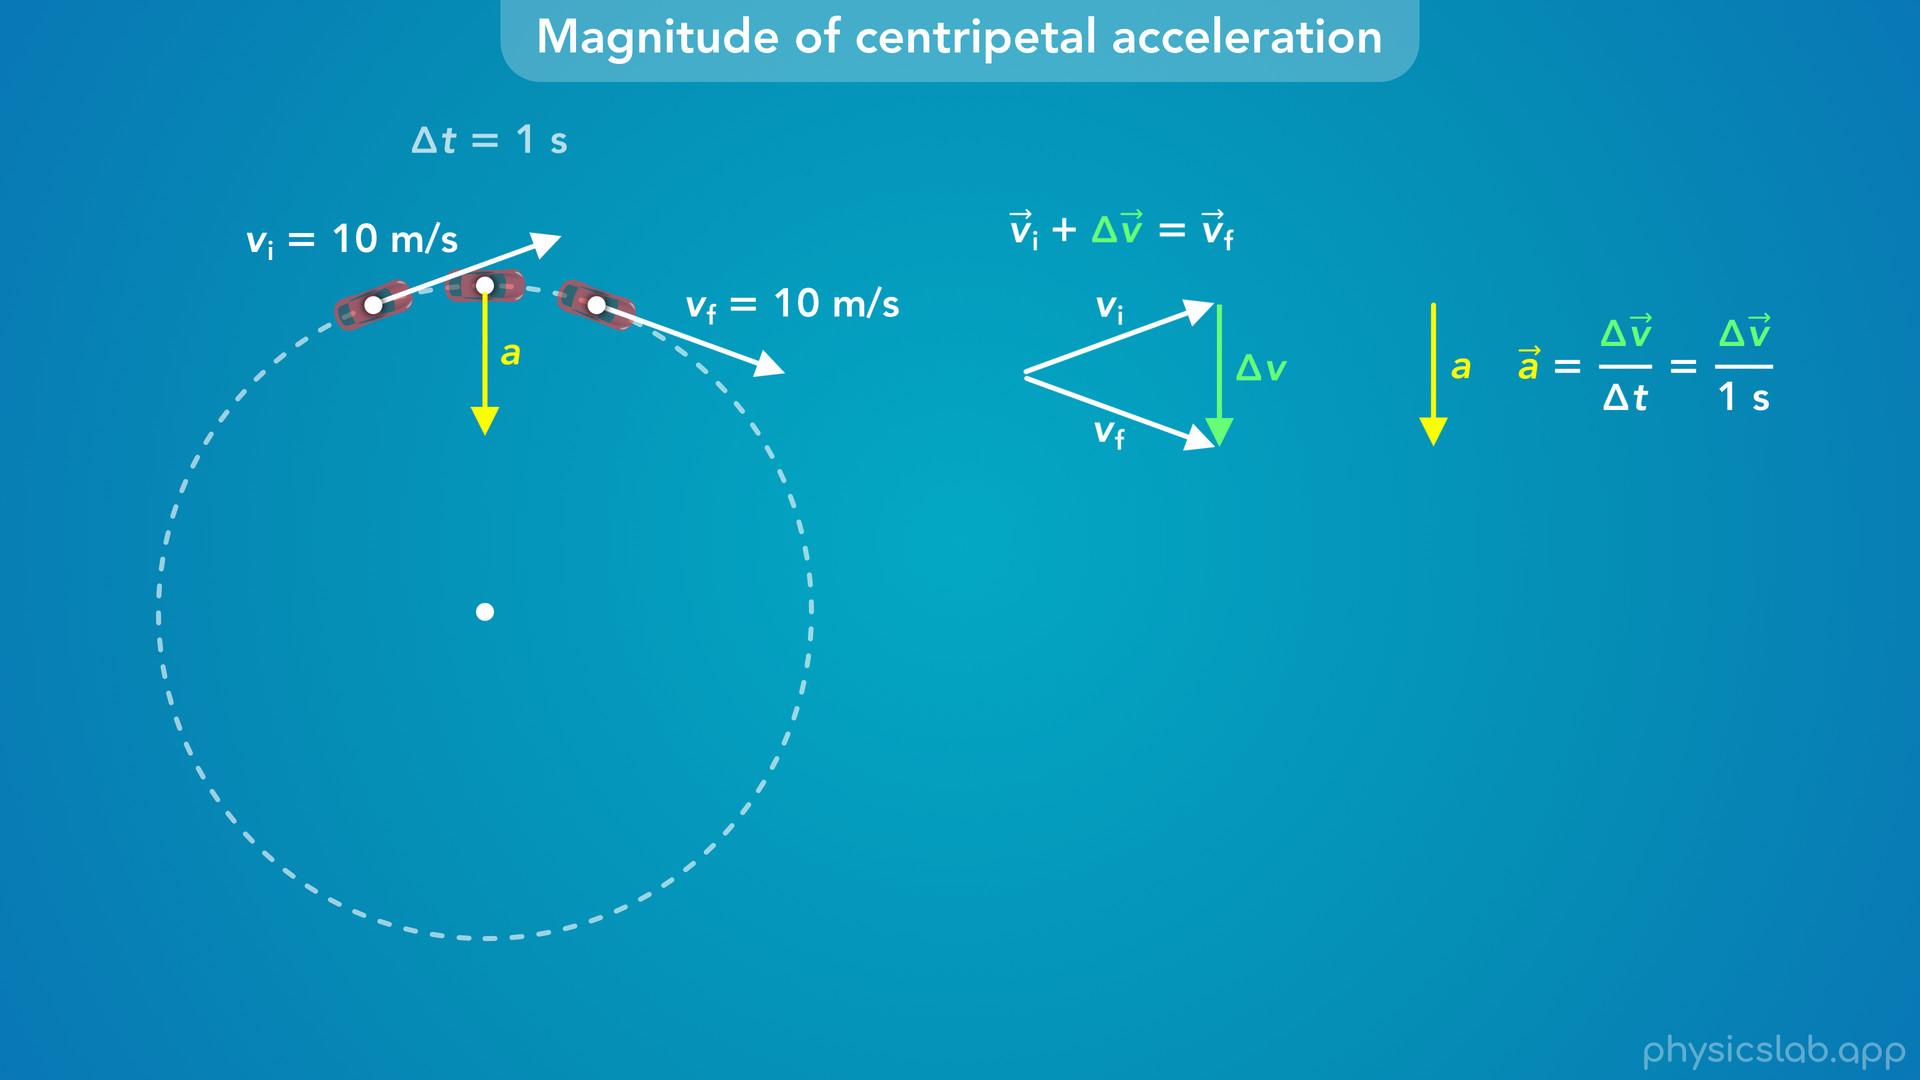 Magnitude of centripetal acceleration
Δt = 1 s
vᵢ = 10 m/s
v_f = 10 m/s
a
v⃗ᵢ + Δv⃗ = v⃗_f
vᵢ
Δv
v_f
a
a⃗ = Δv⃗/Δt = Δv⃗/1 s
physicslab.app